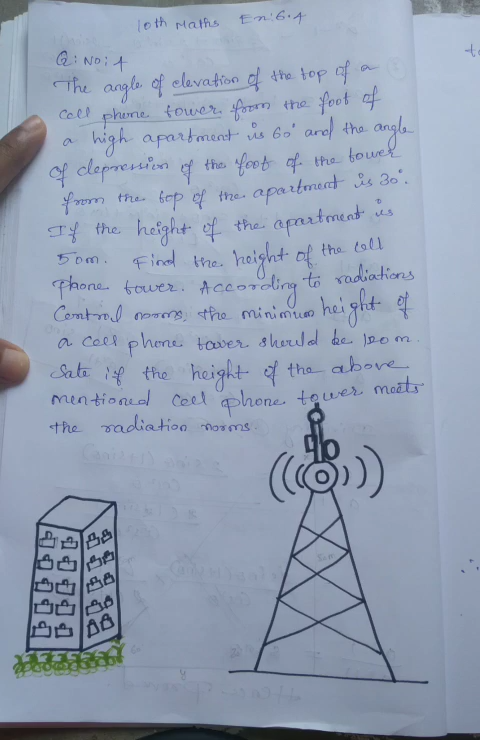 10th Maths Ex:6.4
Q: No: 4
The angle of elevation of the top of a
cell phone tower from the foot of
a high apartment is 60° and the angle
of depression of the foot of the tower
from the top of the apartment is 30°.
If the height of the apartment is
50m. Find the height of the cell
phone tower. According to radiations
Control norms, the minimum height of
a cell phone tower should be 120 m.
Sate if the height of the above
mentioned cell phone tower meets
the radiation norms